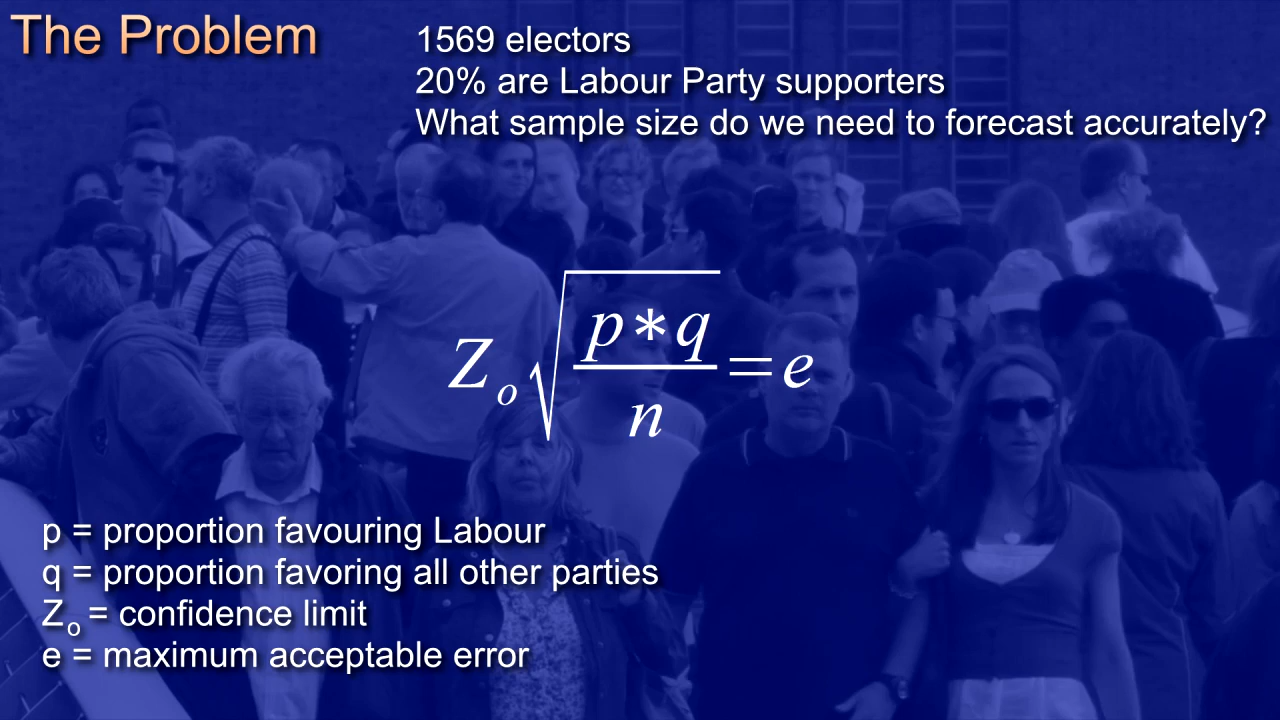 The Problem
1569 electors
20% are Labour Party supporters
What sample size do we need to forecast accurately?
Zₒ√(p*q/n)=e
p = proportion favouring Labour
q = proportion favoring all other parties
Zₒ = confidence limit
e = maximum acceptable error